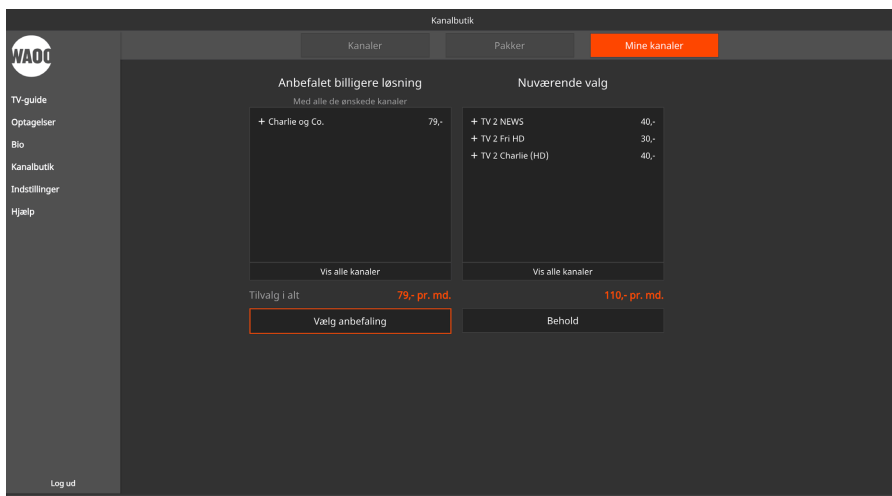 Kanalbutik
WAOO
Kanaler
Pakker
Mine kanaler
TV-guide
Optagelser
Bio
Kanalbutik
Indstillinger
Hjælp
Log ud
Anbefalet billigere løsning
Med alle de ønskede kanaler
+ Charlie og Co. 79,-
Vis alle kanaler
Tilvalg i alt 79,- pr. md.
Vælg anbefaling
Nuværende valg
+ TV 2 NEWS 40,-
+ TV 2 Fri HD 30,-
+ TV 2 Charlie (HD) 40,-
Vis alle kanaler
110,- pr. md.
Behold